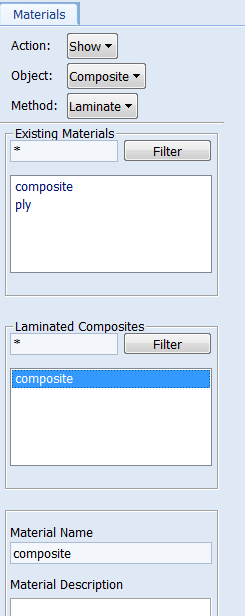 Materials
Action: Show
Object: Composite
Method: Laminate
Existing Materials
* Filter
composite
ply
Laminated Composites
* Filter
composite
Material Name
composite
Material Description